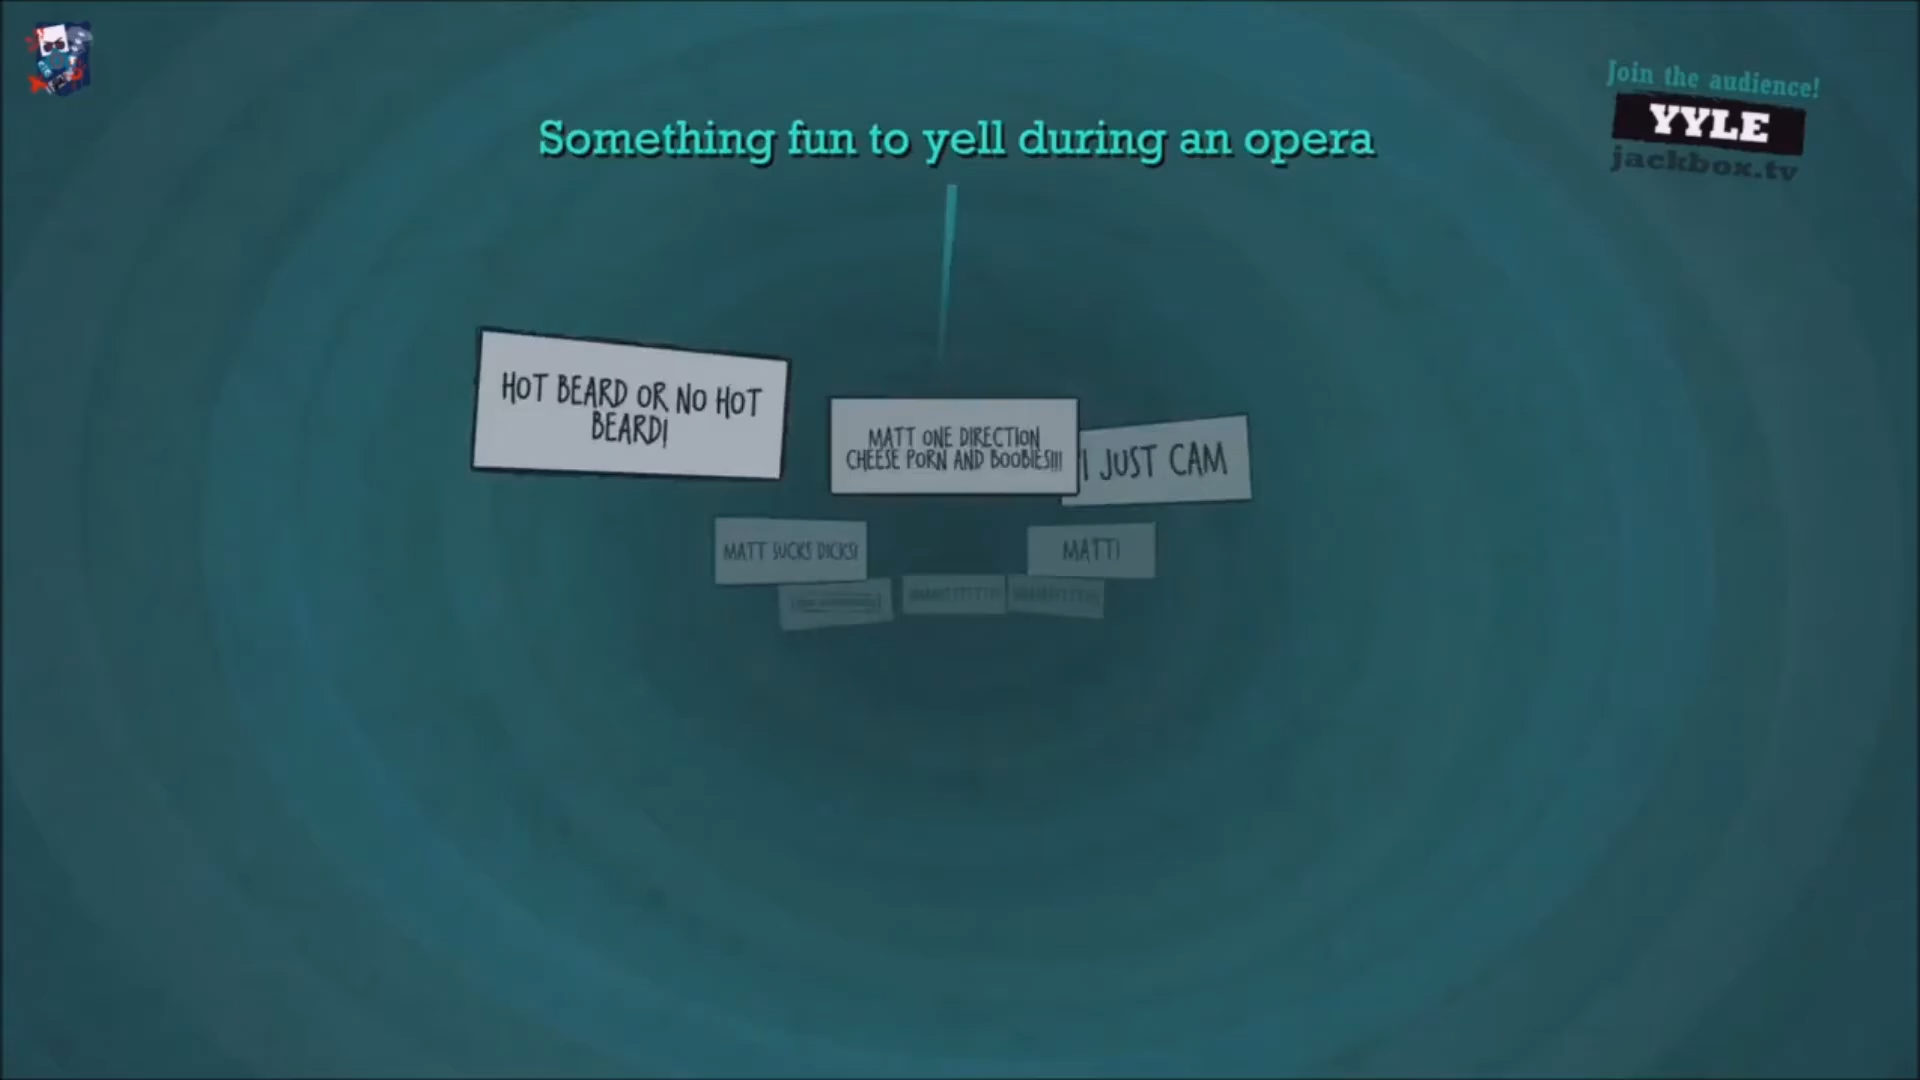 Join the audience!
YYLE
jackbox.tv
Something fun to yell during an opera
HOT BEARD OR NO HOT
BEARD!
MATT ONE DIRECTION
CHEESE PORN AND BOOBIES!!!
I JUST CAM
MATT SUCKS DICKS!
MATT!